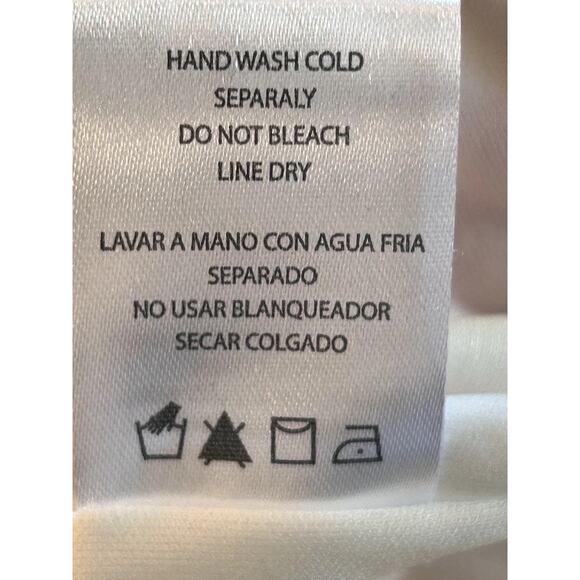 HAND WASH COLD
SEPARALY
DO NOT BLEACH
LINE DRY
LAVAR A MANO CON AGUA FRIA
SEPARADO
NO USAR BLANQUEADOR
SECAR COLGADO